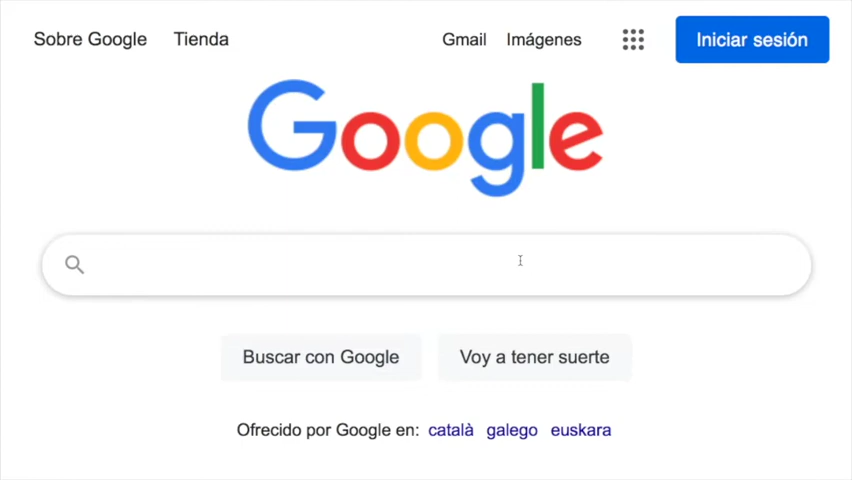 Sobre Google Tienda Gmail Imágenes Iniciar sesión
Google
Buscar con Google Voy a tener suerte
Ofrecido por Google en: català galego euskara